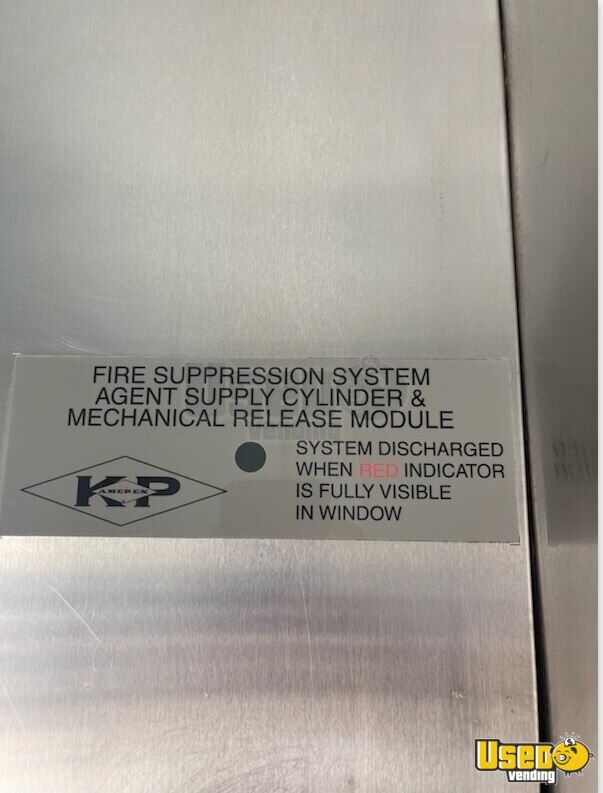 FIRE SUPPRESSION SYSTEM
AGENT SUPPLY CYLINDER &
MECHANICAL RELEASE MODULE
SYSTEM DISCHARGED
WHEN RED INDICATOR
IS FULLY VISIBLE
IN WINDOW
KP
AMEREX
USED
vending